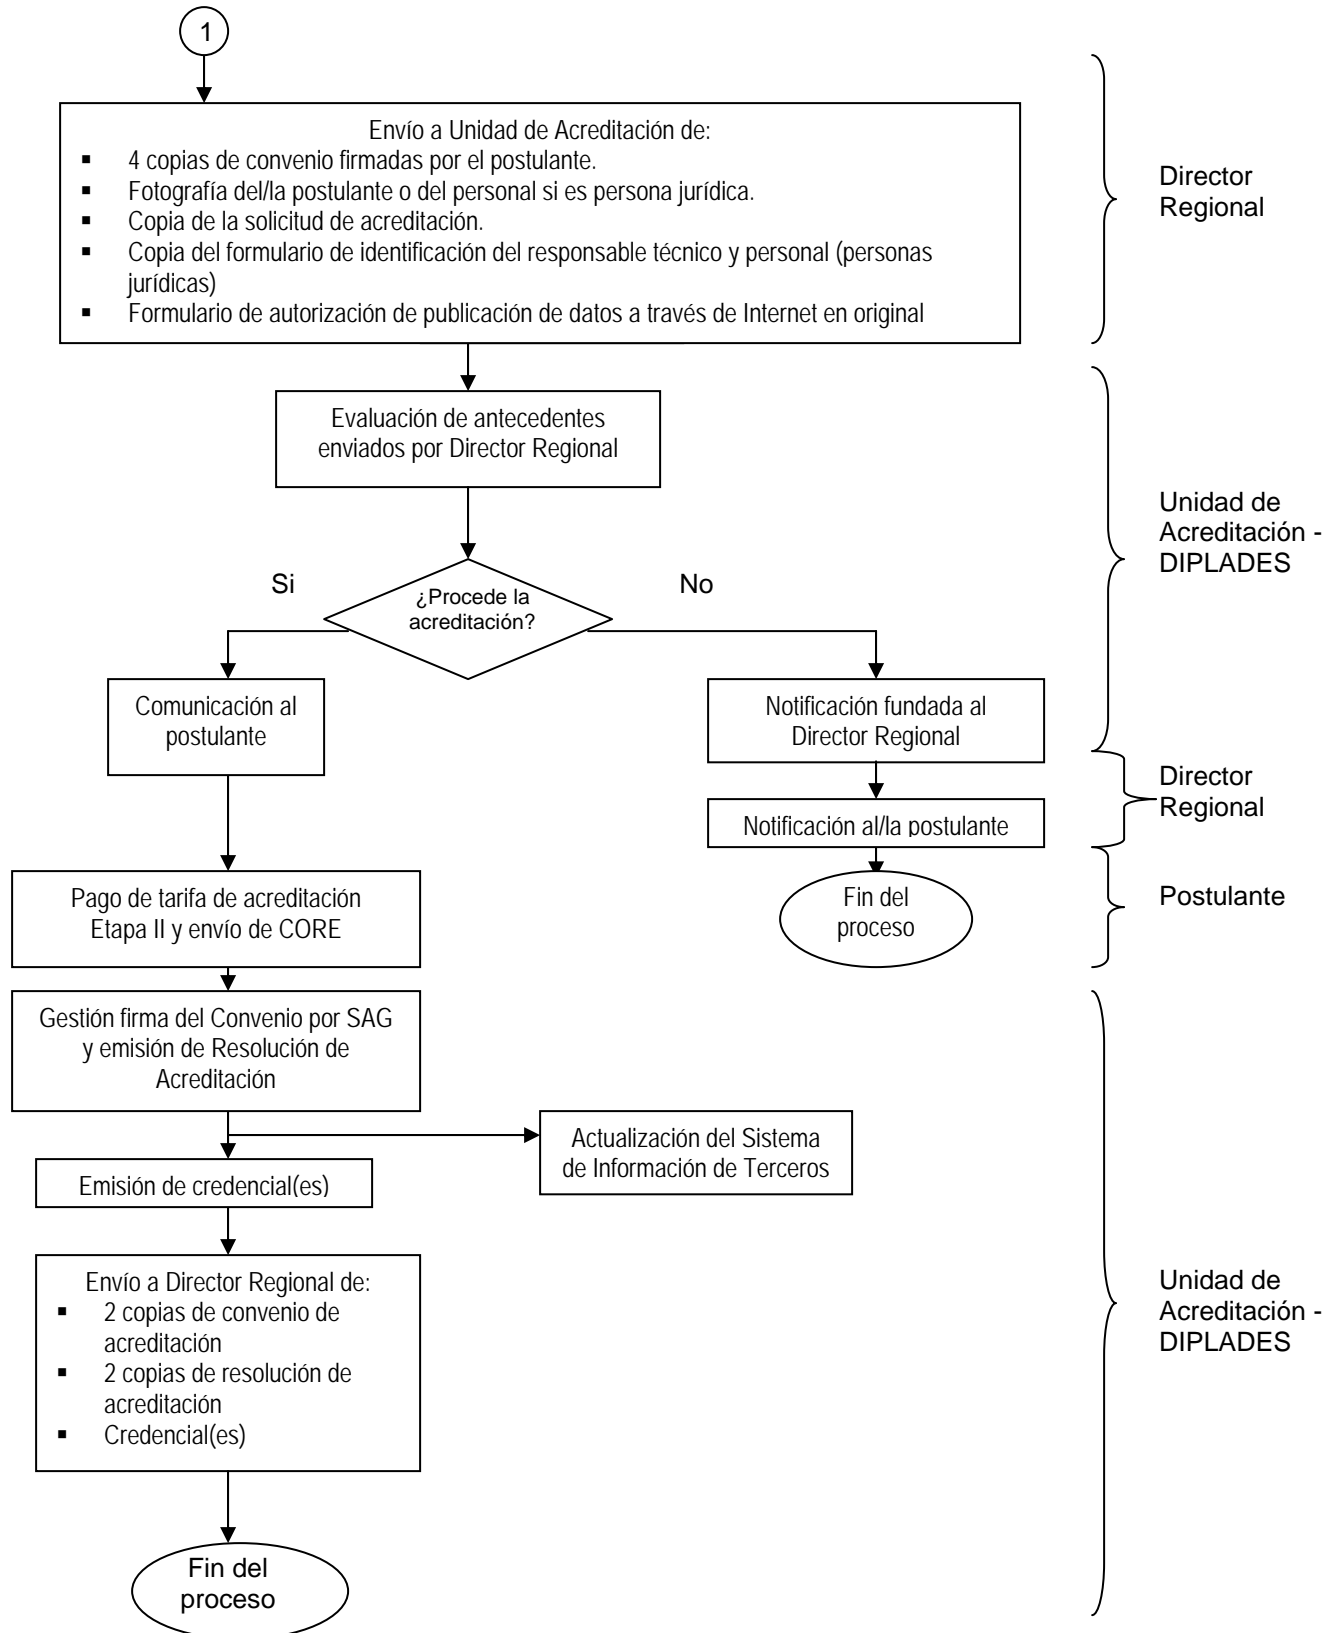 1
Envío a Unidad de Acreditación de:
▪ 4 copias de convenio firmadas por el postulante.
▪ Fotografía del/la postulante o del personal si es persona jurídica.
▪ Copia de la solicitud de acreditación.
▪ Copia del formulario de identificación del responsable técnico y personal (personas
jurídicas)
▪ Formulario de autorización de publicación de datos a través de Internet en original
Director
Regional
Evaluación de antecedentes
enviados por Director Regional
Unidad de
Acreditación -
DIPLADES
Si
¿Procede la
acreditación?
No
Comunicación al
postulante
Notificación fundada al
Director Regional
Director
Regional
Notificación al/la postulante
Pago de tarifa de acreditación
Etapa II y envío de CORE
Fin del
proceso
Postulante
Gestión firma del Convenio por SAG
y emisión de Resolución de
Acreditación
Actualización del Sistema
de Información de Terceros
Emisión de credencial(es)
Envío a Director Regional de:
▪ 2 copias de convenio de
acreditación
▪ 2 copias de resolución de
acreditación
▪ Credencial(es)
Unidad de
Acreditación -
DIPLADES
Fin del
proceso